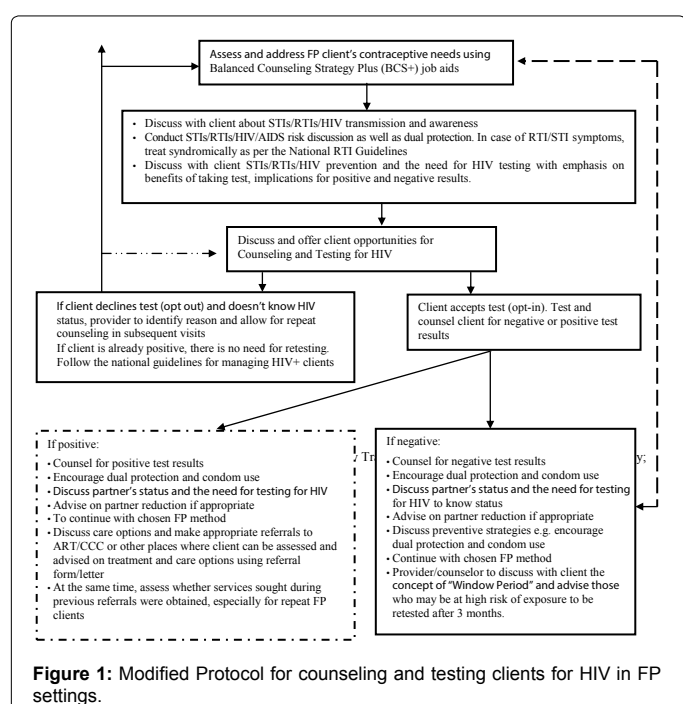 Assess and address FP client's contraceptive needs using
Balanced Counseling Strategy Plus (BCS+) job aids
• Discuss with client about STIs/RTIs/HIV transmission and awareness
• Conduct STIs/RTIs/HIV/AIDS risk discussion as well as dual protection. In case of RTI/STI symptoms,
treat syndromically as per the National RTI Guidelines
• Discuss with client STIs/RTIs/HIV prevention and the need for HIV testing with emphasis on
benefits of taking test, implications for positive and negative results.
Discuss and offer client opportunities for
Counseling and Testing for HIV
If client declines test (opt out) and doesn't know HIV
status, provider to identify reason and allow for repeat
counseling in subsequent visits
If client is already positive, there is no need for retesting.
Follow the national guidelines for managing HIV+ clients
Client accepts test (opt-in). Test and
counsel client for negative or positive test
results
If positive:
• Counsel for positive test results
• Encourage dual protection and condom use
• Discuss partner's status and the need for testing for HIV
• Advise on partner reduction if appropriate
• To continue with chosen FP method
• Discuss care options and make appropriate referrals to
ART/CCC or other places where client can be assessed and
advised on treatment and care options using referral
form/letter
• At the same time, assess whether services sought during
previous referrals were obtained, especially for repeat FP
clients
If negative:
• Counsel for negative test results
• Encourage dual protection and condom use
• Discuss partner's status and the need for testing
for HIV to know status
• Advise on partner reduction if appropriate
• Discuss preventive strategies e.g. encourage
dual protection and condom use
• Continue with chosen FP method
• Provider/counselor to discuss with client the
concept of "Window Period" and advise those
who may be at high risk of exposure to be
retested after 3 months.
Figure 1: Modified Protocol for counseling and testing clients for HIV in FP
settings.